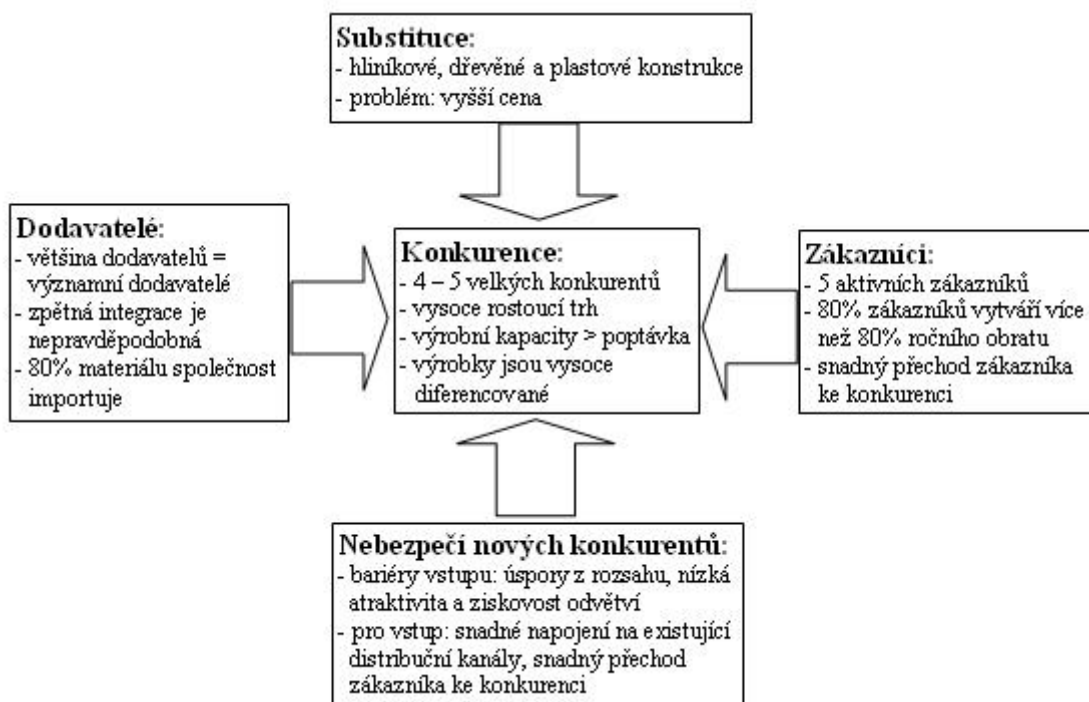 Substituce:
- hliníkové, dřevěné a plastové konstrukce
- problém: vyšší cena
Dodavatelé:
- většina dodavatelů =
významní dodavatelé
- zpětná integrace je
nepravděpodobná
- 80% materiálu společnost
importuje
Konkurence:
- 4 – 5 velkých konkurentů
- vysoce rostoucí trh
- výrobní kapacity > poptávka
- výrobky jsou vysoce
diferencované
Zákazníci:
- 5 aktivních zákazníků
- 80% zákazníků vytváří více
než 80% ročního obratu
- snadný přechod zákazníka
ke konkurenci
Nebezpečí nových konkurentů:
- bariéry vstupu: úspory z rozsahu, nízká
atraktivita a ziskovost odvětví
- pro vstup: snadné napojení na existující
distribuční kanály, snadný přechod
zákazníka ke konkurenci